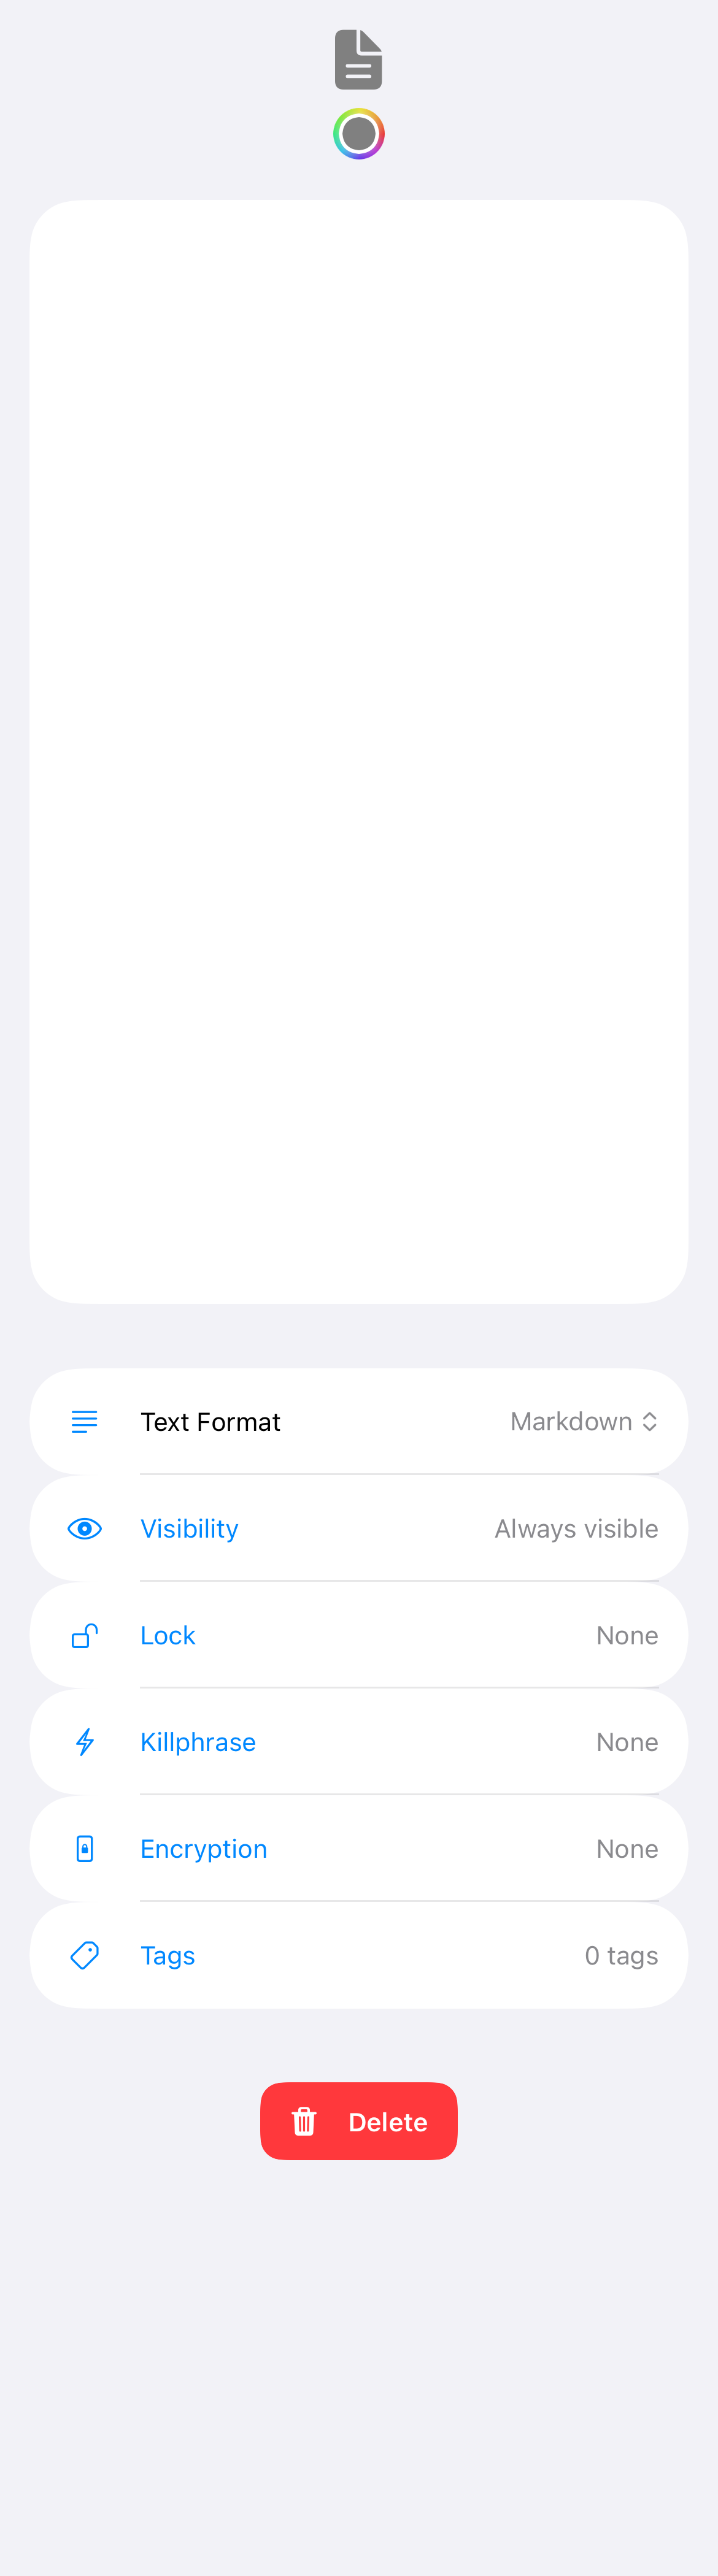 Text Format Markdown
Visibility Always visible
Lock None
Killphrase None
Encryption None
Tags 0 tags
Delete